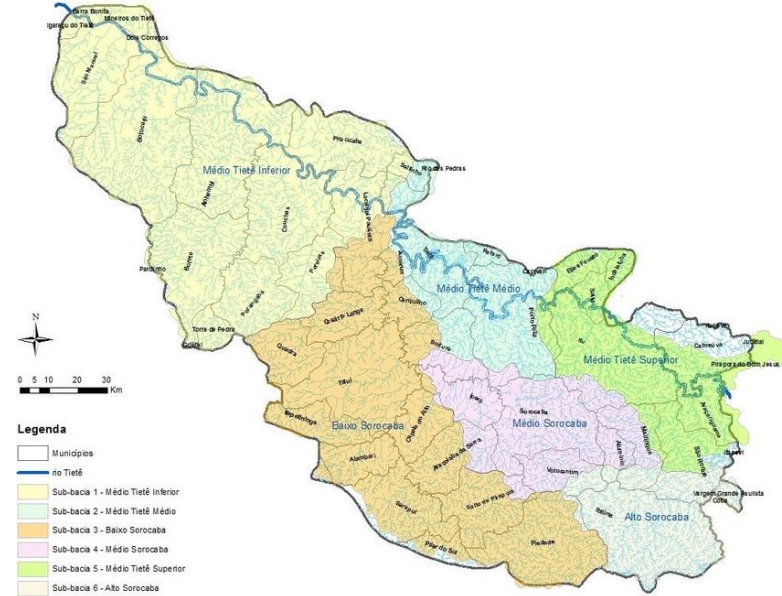 Barra Bonita
Mineiros do Tietê
Igaraçu do Tietê
Dois Córregos
São Manuel
Botucatu
Piracicaba
Saltinho
Rio das Pedras
Médio Tietê Inferior
Anhembi
Laranjal Paulista
Conchas
Pereiras
Bofete
Pardinho
Porangaba
Torre de Pedra
Guareí
Tietê
Rafard
Capivari
Elias Fausto
Indaiatuba
Médio Tietê Médio
Salto
Porto Feliz
Cerquilho
Cesário Lange
Boituva
Quadra
Tatuí
Itu
Médio Tietê Superior
Cabreúva
Jundiaí
Pirapora do Bom Jesus
Araçariguama
São Roque
Itapevi
Mairinque
Alumínio
Iperó
Sorocaba
Médio Sorocaba
Votorantim
Vargem Grande Paulista
Cotia
Itapetininga
Baixo Sorocaba
Capela do Alto
Araçoiaba da Serra
Alambari
Sarapuí
Salto de Pirapora
Pilar do Sul
Piedade
Ibiúna
Alto Sorocaba
N
0 5 10 20 30
Km
Legenda
Municípios
rio Tietê
Sub-bacia 1 - Médio Tietê Inferior
Sub-bacia 2 - Médio Tietê Médio
Sub-bacia 3 - Baixo Sorocaba
Sub-bacia 4 - Médio Sorocaba
Sub-bacia 5 - Médio Tietê Superior
Sub-bacia 6 - Alto Sorocaba